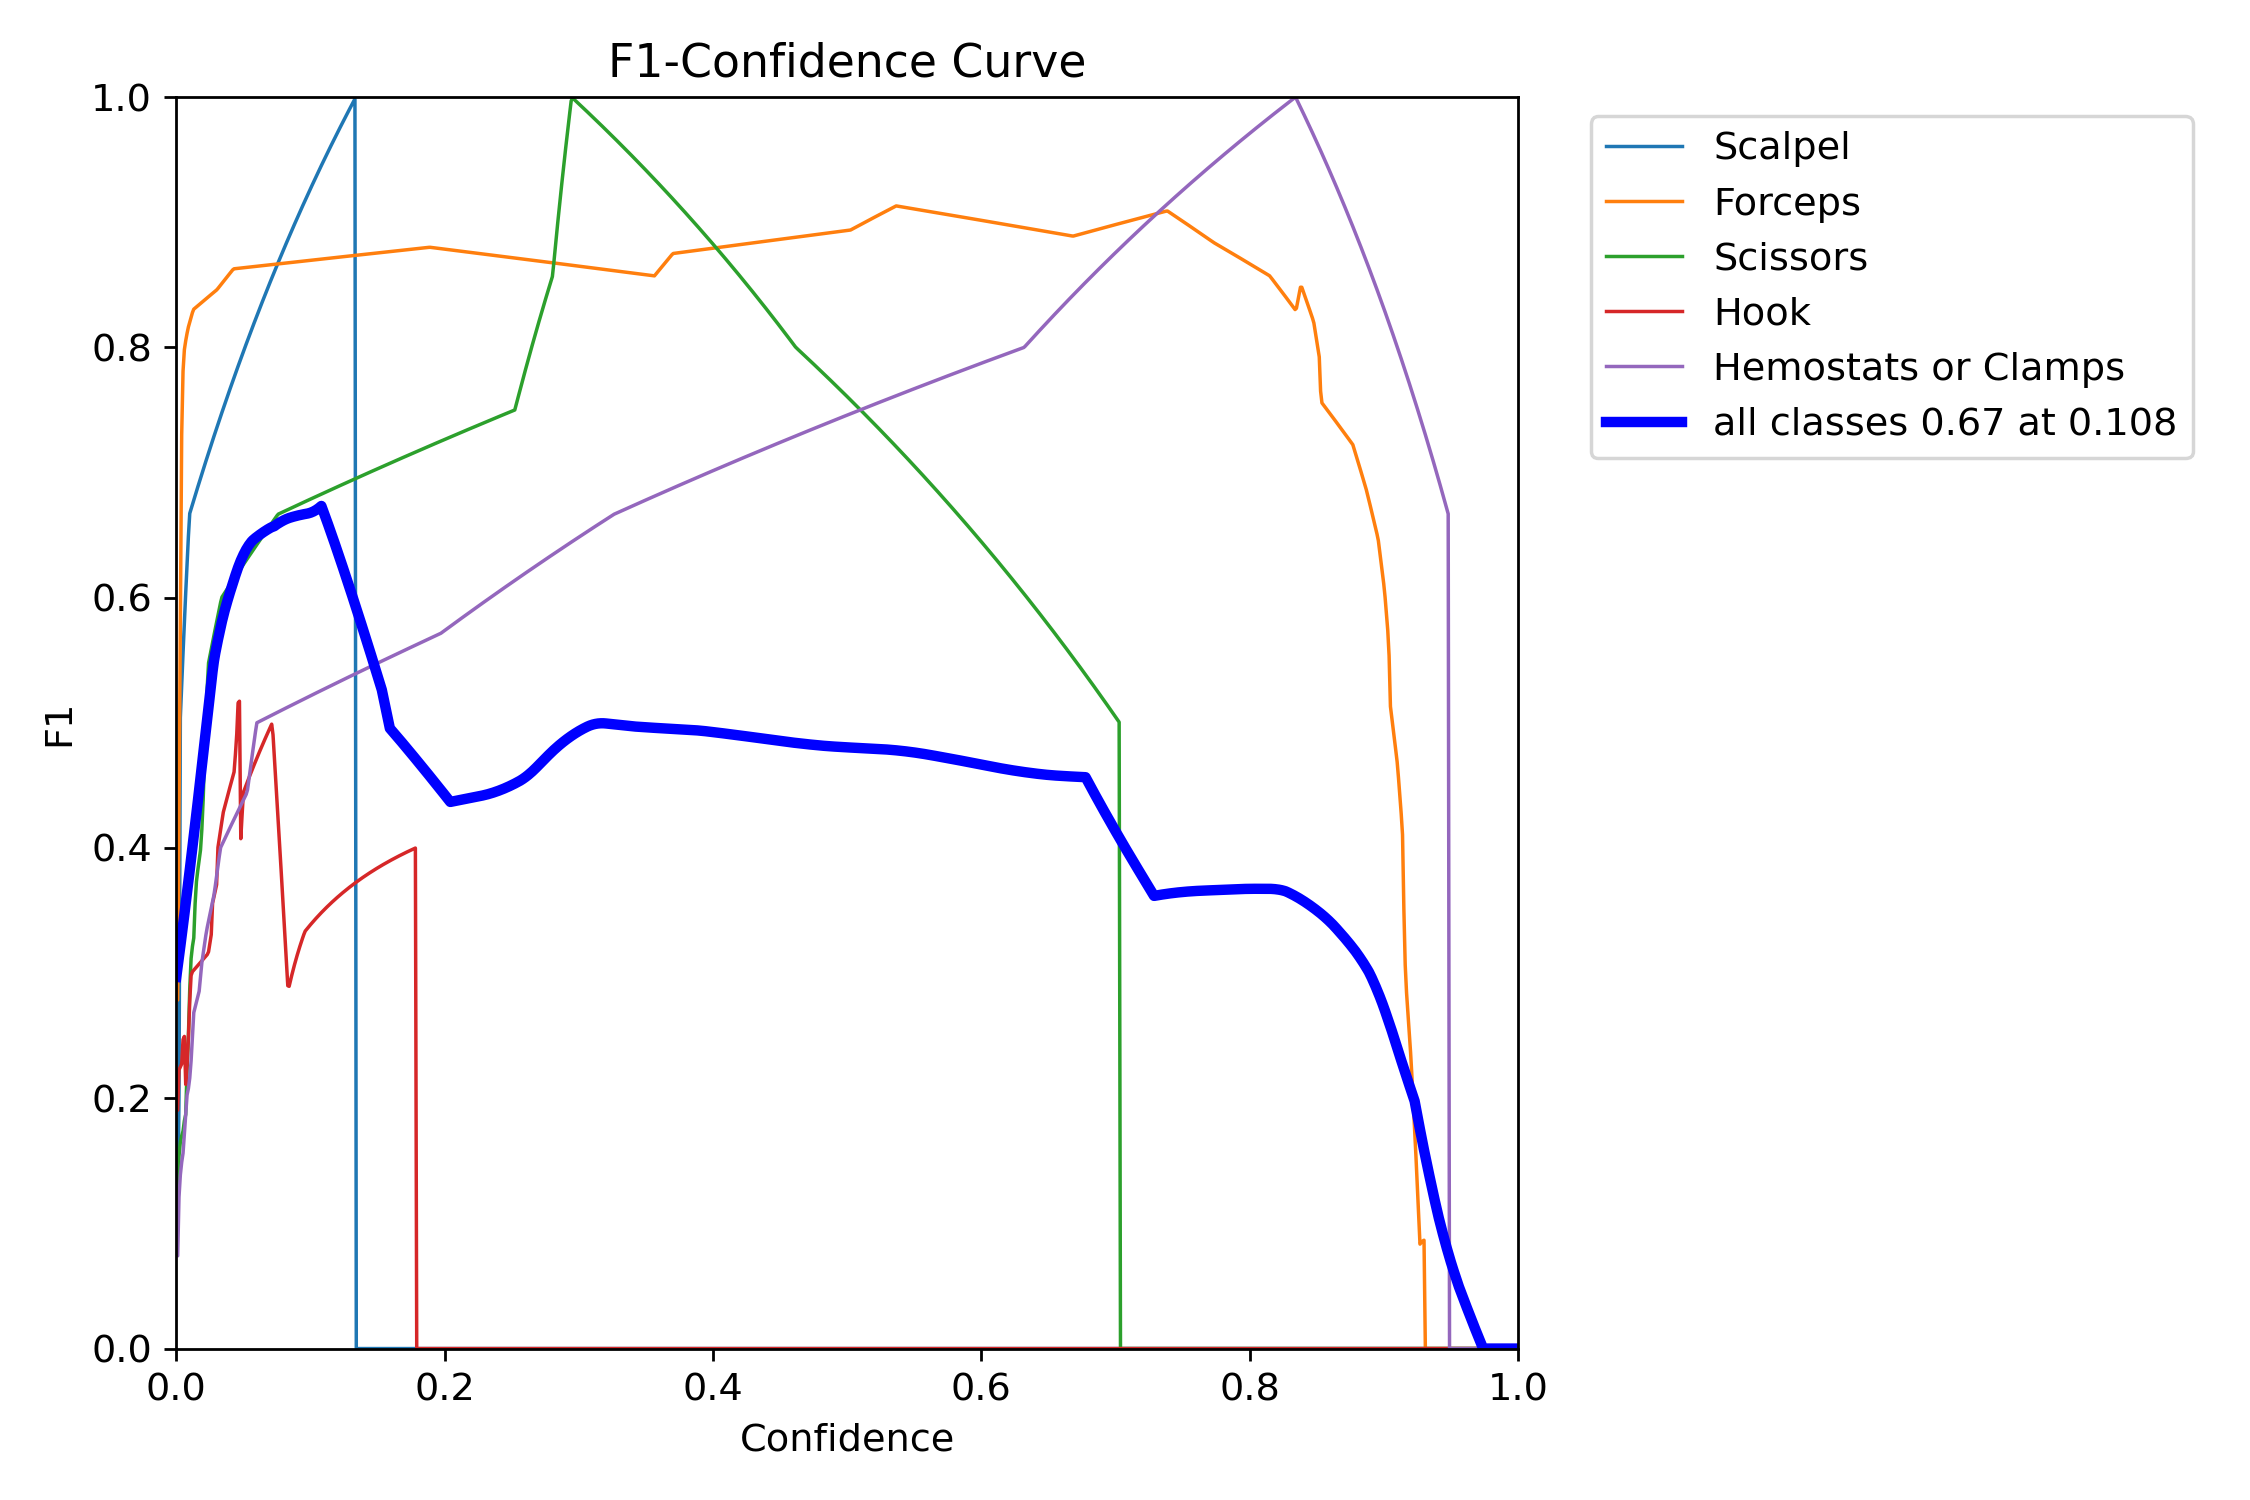 F1-Confidence Curve
1.0
0.8
0.6
0.4
0.2
0.0
F1
0.0 0.2 0.4 0.6 0.8 1.0
Confidence
Scalpel
Forceps
Scissors
Hook
Hemostats or Clamps
all classes 0.67 at 0.108